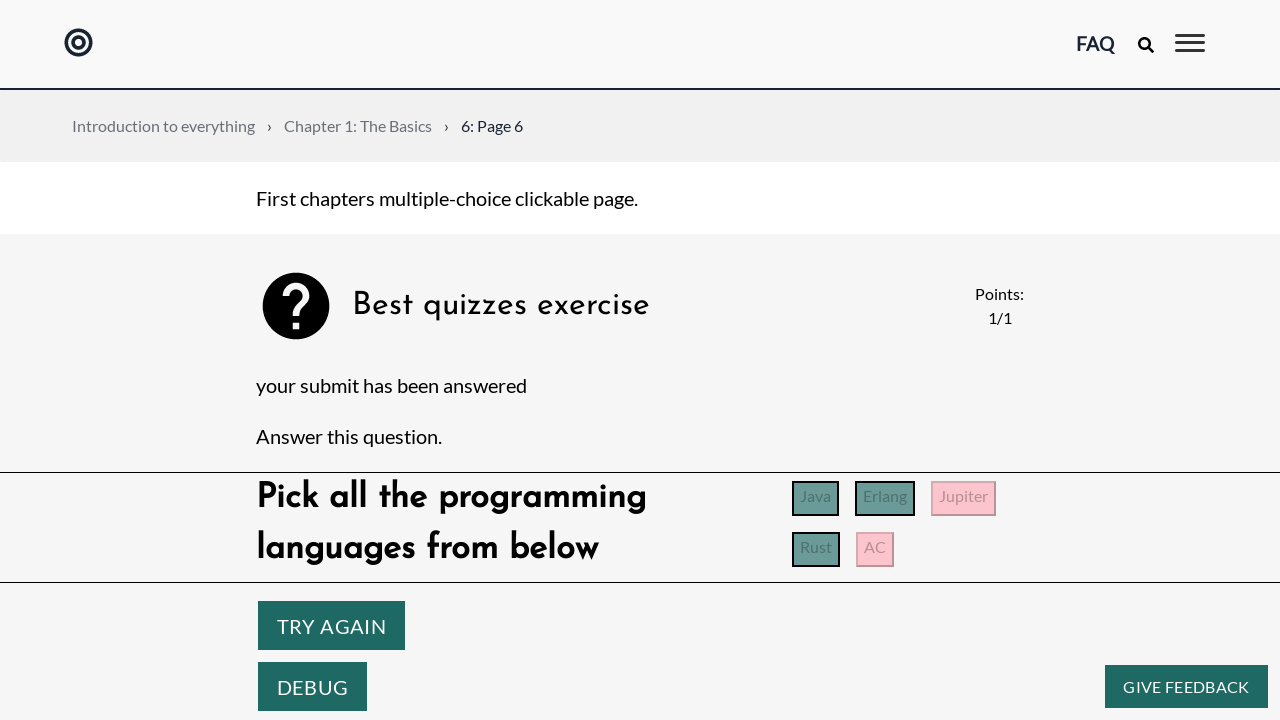 FAQ
Introduction to everything › Chapter 1: The Basics › 6: Page 6
First chapters multiple-choice clickable page.
Best quizzes exercise
Points:
1/1
your submit has been answered
Answer this question.
Pick all the programming
languages from below
Java Erlang Jupiter
Rust AC
TRY AGAIN
DEBUG
GIVE FEEDBACK